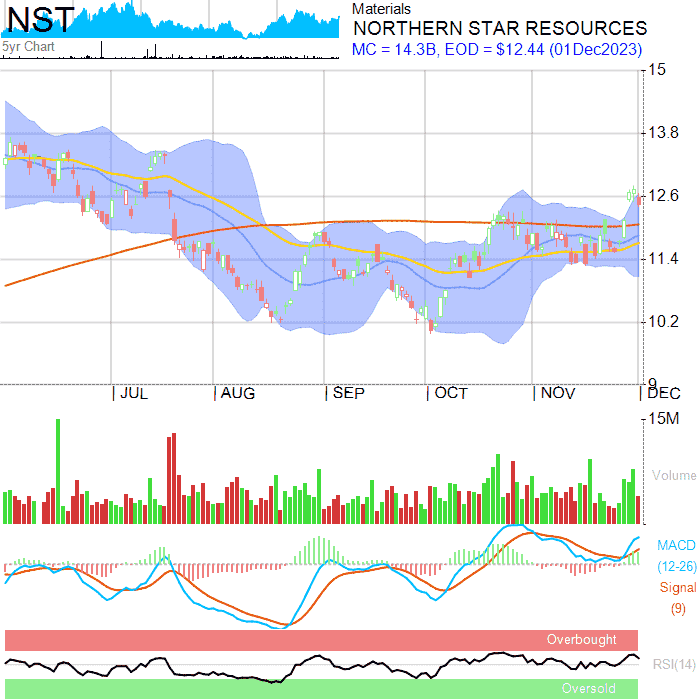 NST
Materials
NORTHERN STAR RESOURCES
5yr Chart
MC = 14.3B, EOD = $12.44 (01Dec2023)
15
13.8
12.6
11.4
10.2
9
JUL AUG SEP OCT NOV DEC
15M
Volume
MACD
(12-26)
Signal
(9)
Overbought
RSI(14)
Oversold